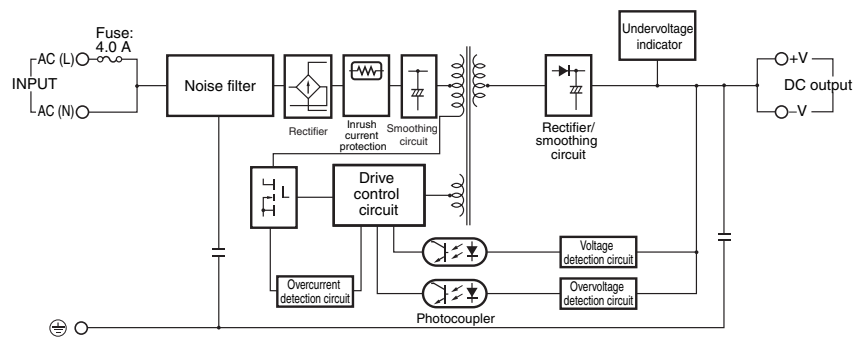 Fuse:
4.0 A
AC (L)
INPUT
AC (N)
Noise filter
Rectifier
Inrush
current
protection
Smoothing
circuit
Rectifier/
smoothing
circuit
Undervoltage
indicator
+V
DC output
–V
Drive
control
circuit
Overcurrent
detection circuit
Voltage
detection circuit
Overvoltage
detection circuit
Photocoupler